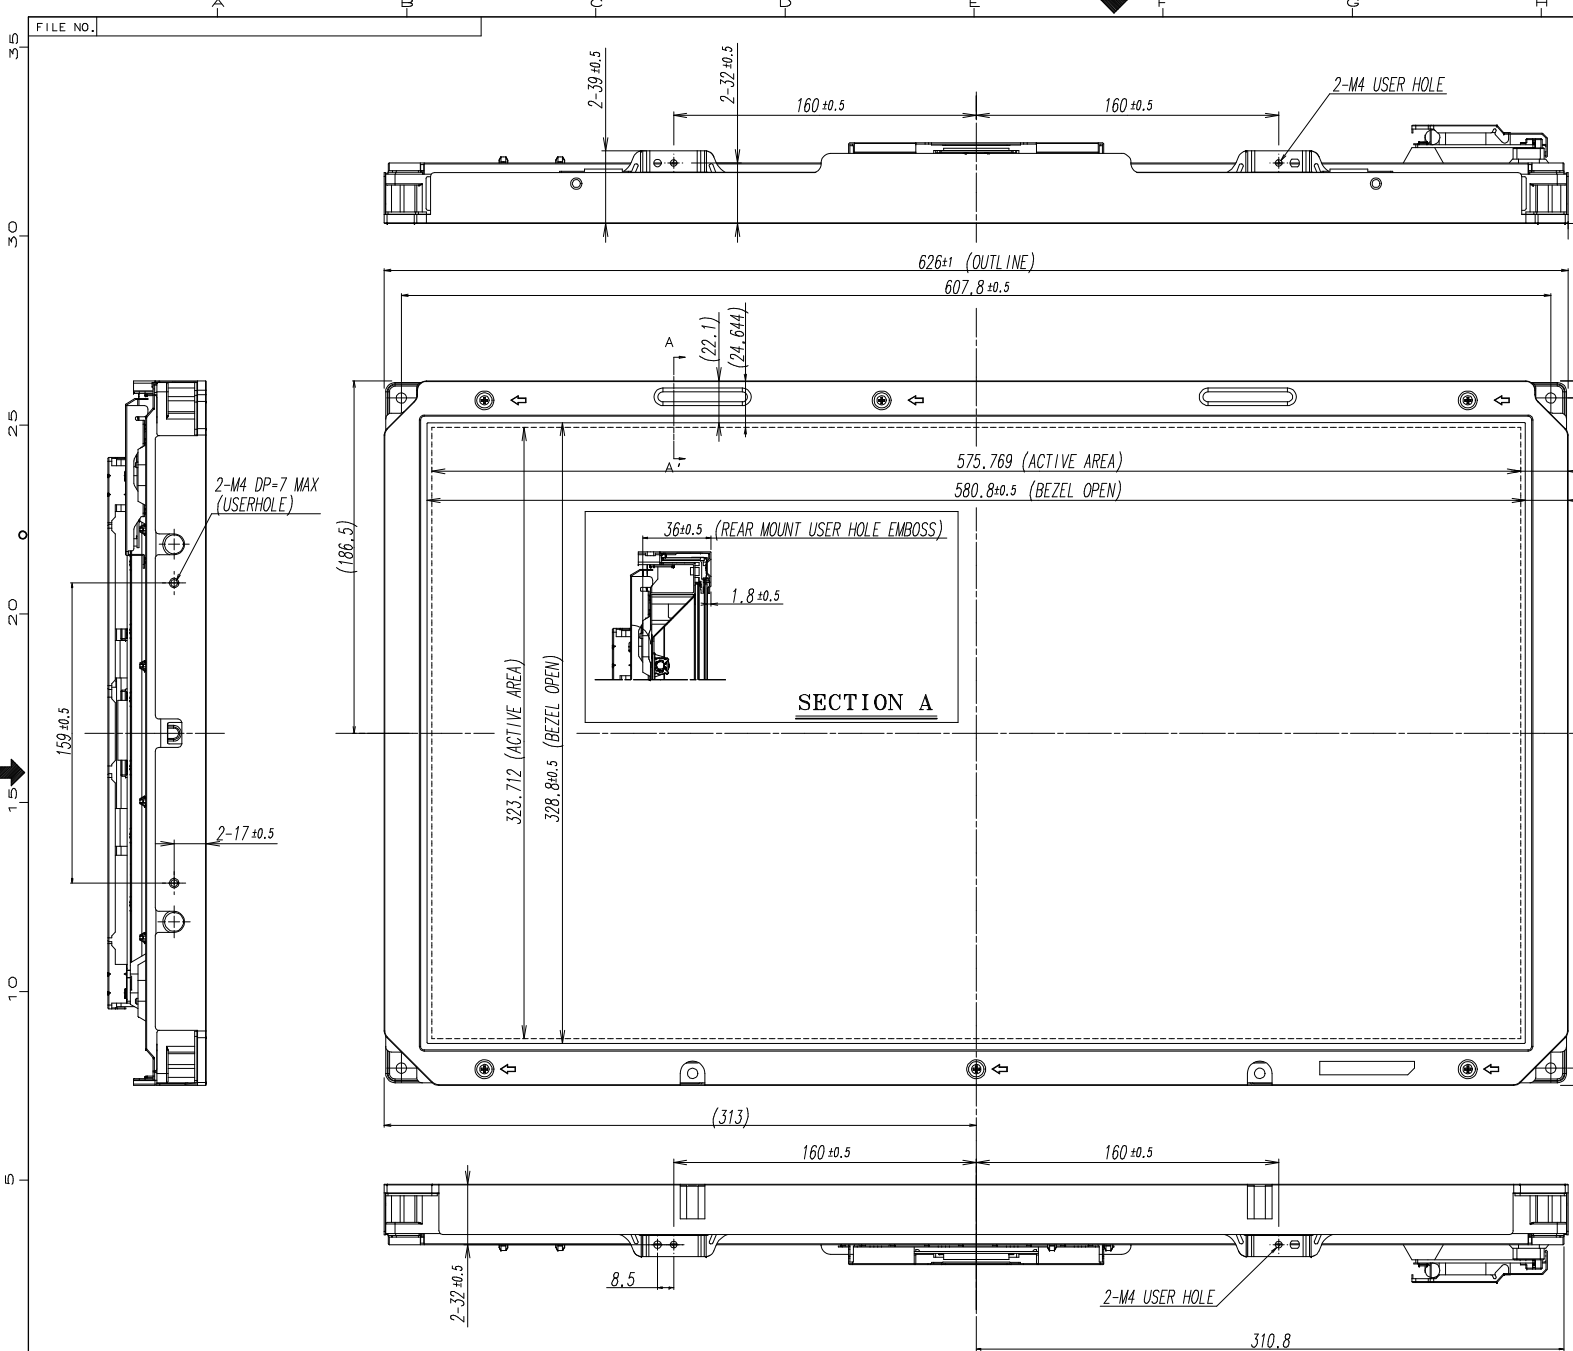 A B C D E F G H
FILE NO.
35
30
25
20
15
10
5
2-39±0.5
2-32±0.5
160±0.5
160±0.5
2-M4 USER HOLE
626±1 (OUTLINE)
607.8±0.5
A
(22.1)
(24.644)
A'
575.769 (ACTIVE AREA)
580.8±0.5 (BEZEL OPEN)
2-M4 DP=7 MAX
(USERHOLE)
(186.5)
36±0.5 (REAR MOUNT USER HOLE EMBOSS)
1.8±0.5
SECTION A
323.712 (ACTIVE AREA)
328.8±0.5 (BEZEL OPEN)
159±0.5
2-17±0.5
(313)
160±0.5
160±0.5
2-32±0.5
8.5
2-M4 USER HOLE
310.8